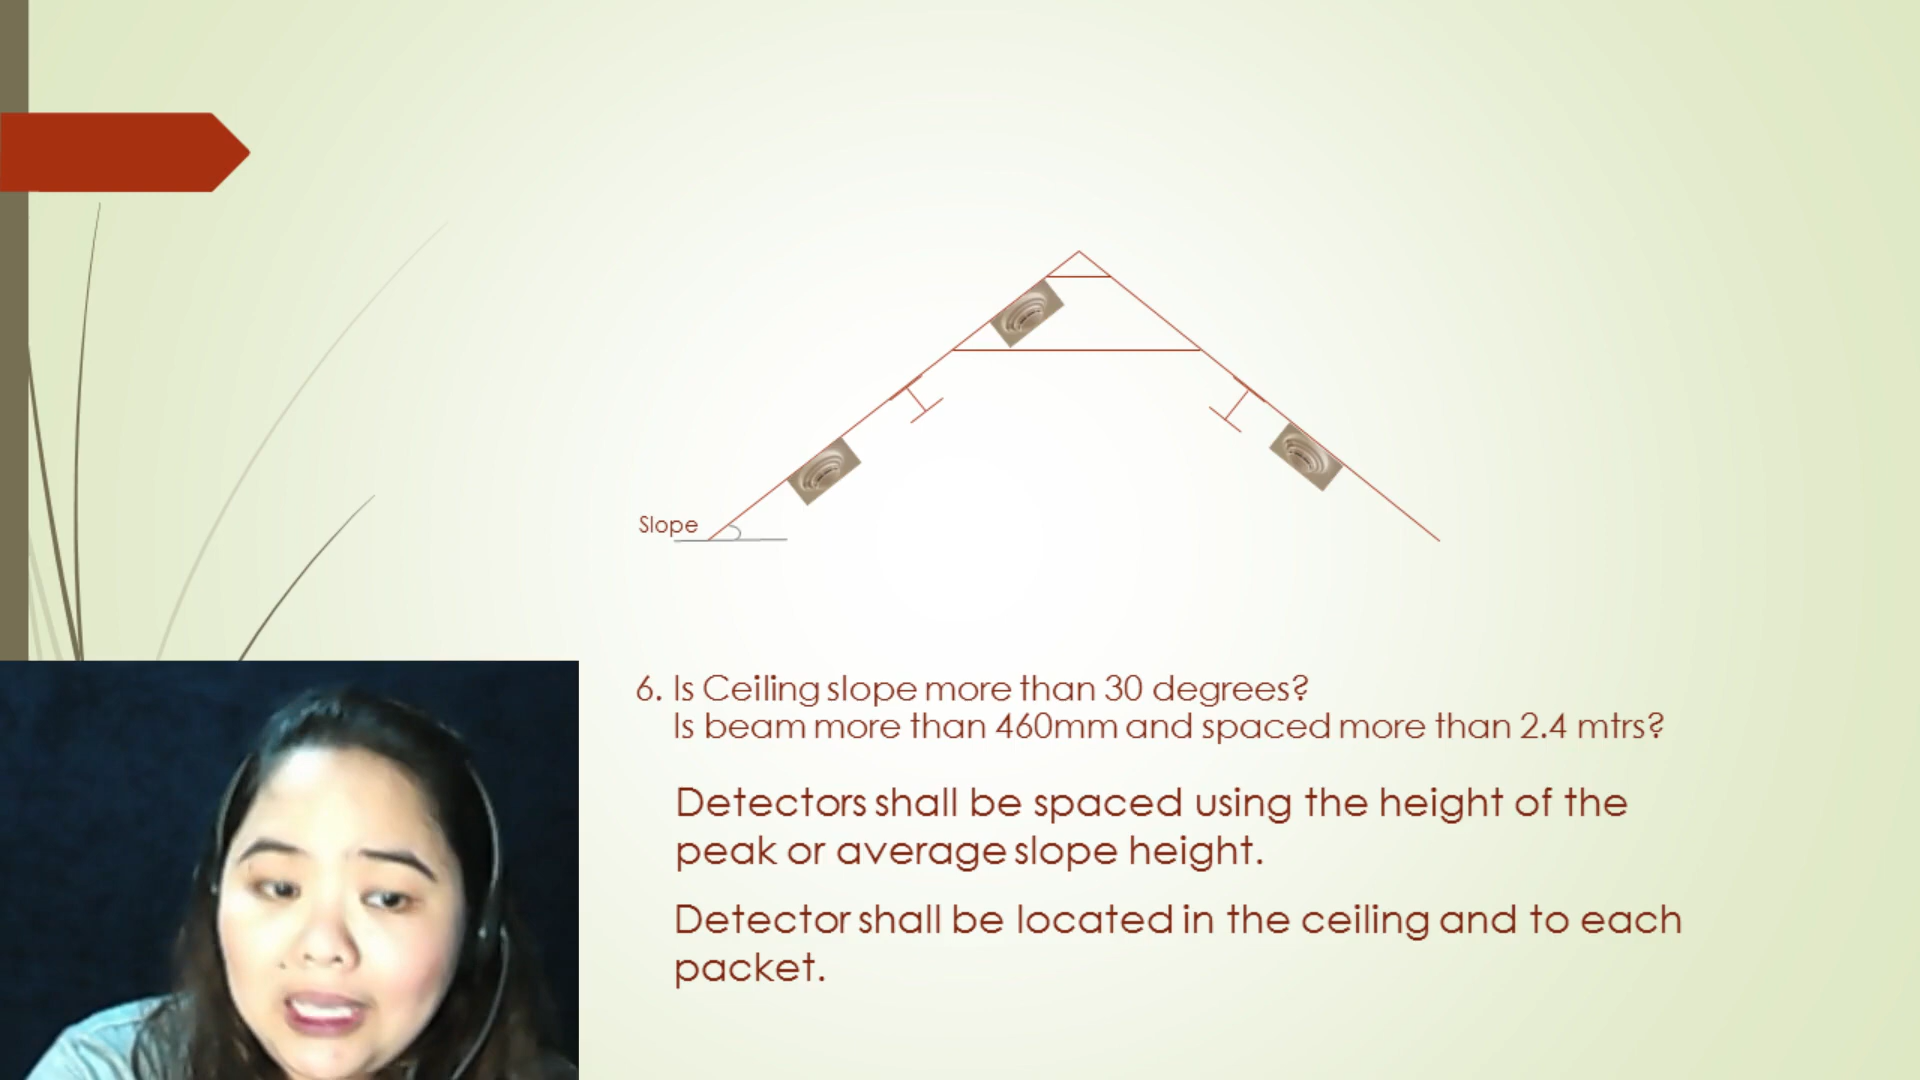 Slope
6. Is Ceiling slope more than 30 degrees?
Is beam more than 460mm and spaced more than 2.4 mtrs?
Detectors shall be spaced using the height of the
peak or average slope height.
Detector shall be located in the ceiling and to each
packet.